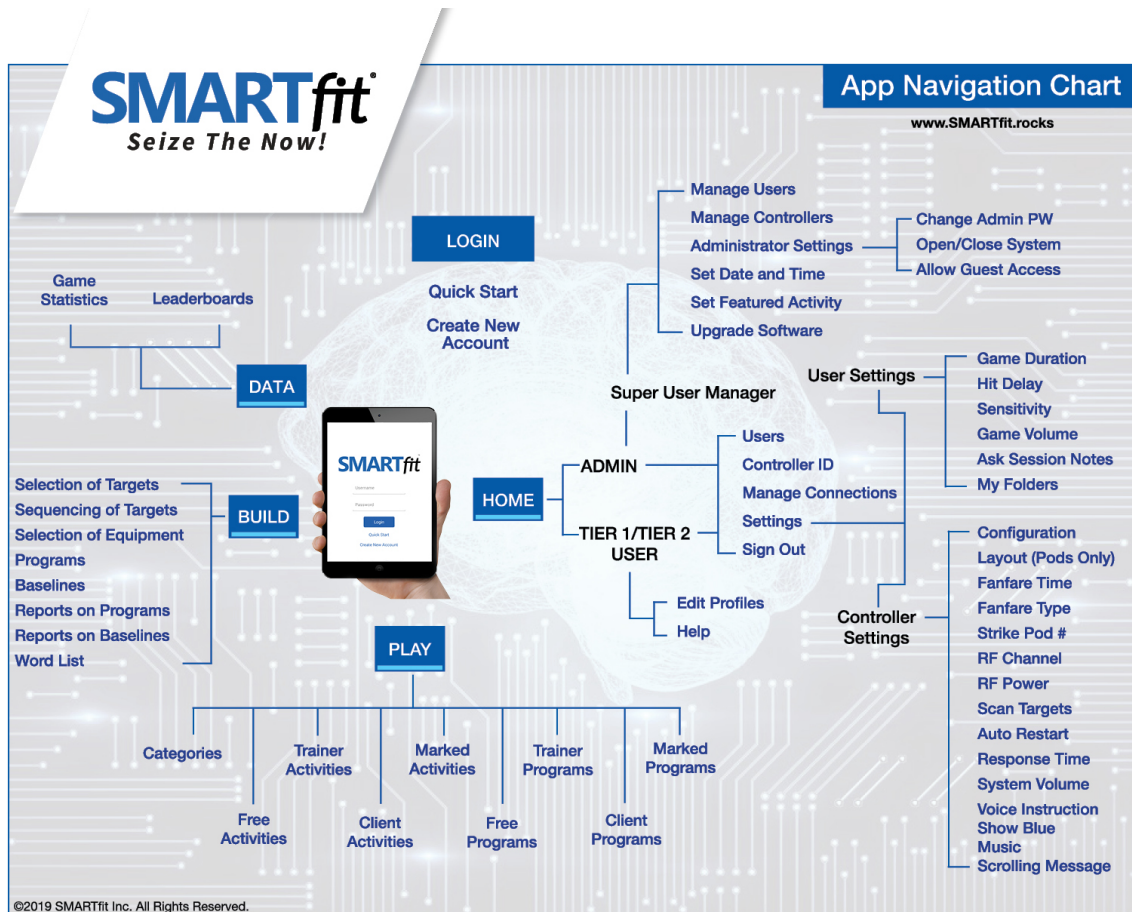 SMARTfit®
Seize The Now!
App Navigation Chart
www.SMARTfit.rocks
LOGIN
Quick Start
Create New
Account
Game
Statistics
Leaderboards
DATA
Selection of Targets
Sequencing of Targets
Selection of Equipment
Programs
Baselines
Reports on Programs
Reports on Baselines
Word List
BUILD
SMARTfit
Username
Password
Login
Quick Start
Create New Account
HOME
ADMIN
TIER 1/TIER 2
USER
Super User Manager
Manage Users
Manage Controllers
Administrator Settings
Set Date and Time
Set Featured Activity
Upgrade Software
Change Admin PW
Open/Close System
Allow Guest Access
Users
Controller ID
Manage Connections
Settings
Sign Out
Edit Profiles
Help
User Settings
Game Duration
Hit Delay
Sensitivity
Game Volume
Ask Session Notes
My Folders
Controller
Settings
Configuration
Layout (Pods Only)
Fanfare Time
Fanfare Type
Strike Pod #
RF Channel
RF Power
Scan Targets
Auto Restart
Response Time
System Volume
Voice Instruction
Show Blue
Music
Scrolling Message
PLAY
Categories
Free
Activities
Trainer
Activities
Client
Activities
Marked
Activities
Free
Programs
Trainer
Programs
Client
Programs
Marked
Programs
©2019 SMARTfit Inc. All Rights Reserved.